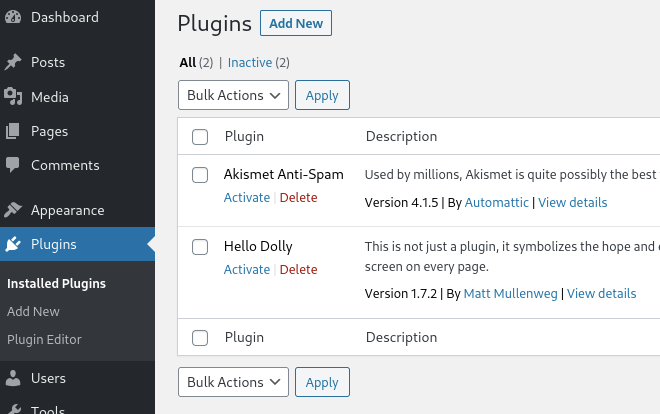 Dashboard
Posts
Media
Pages
Comments
Appearance
Plugins
Installed Plugins
Add New
Plugin Editor
Users
Tools
Plugins Add New
All (2) | Inactive (2)
Bulk Actions Apply
Plugin Description
Akismet Anti-Spam Used by millions, Akismet is quite possibly the best
Activate | Delete Version 4.1.5 | By Automattic | View details
Hello Dolly This is not just a plugin, it symbolizes the hope and
Activate | Delete screen on every page.
Version 1.7.2 | By Matt Mullenweg | View details
Plugin Description
Bulk Actions Apply